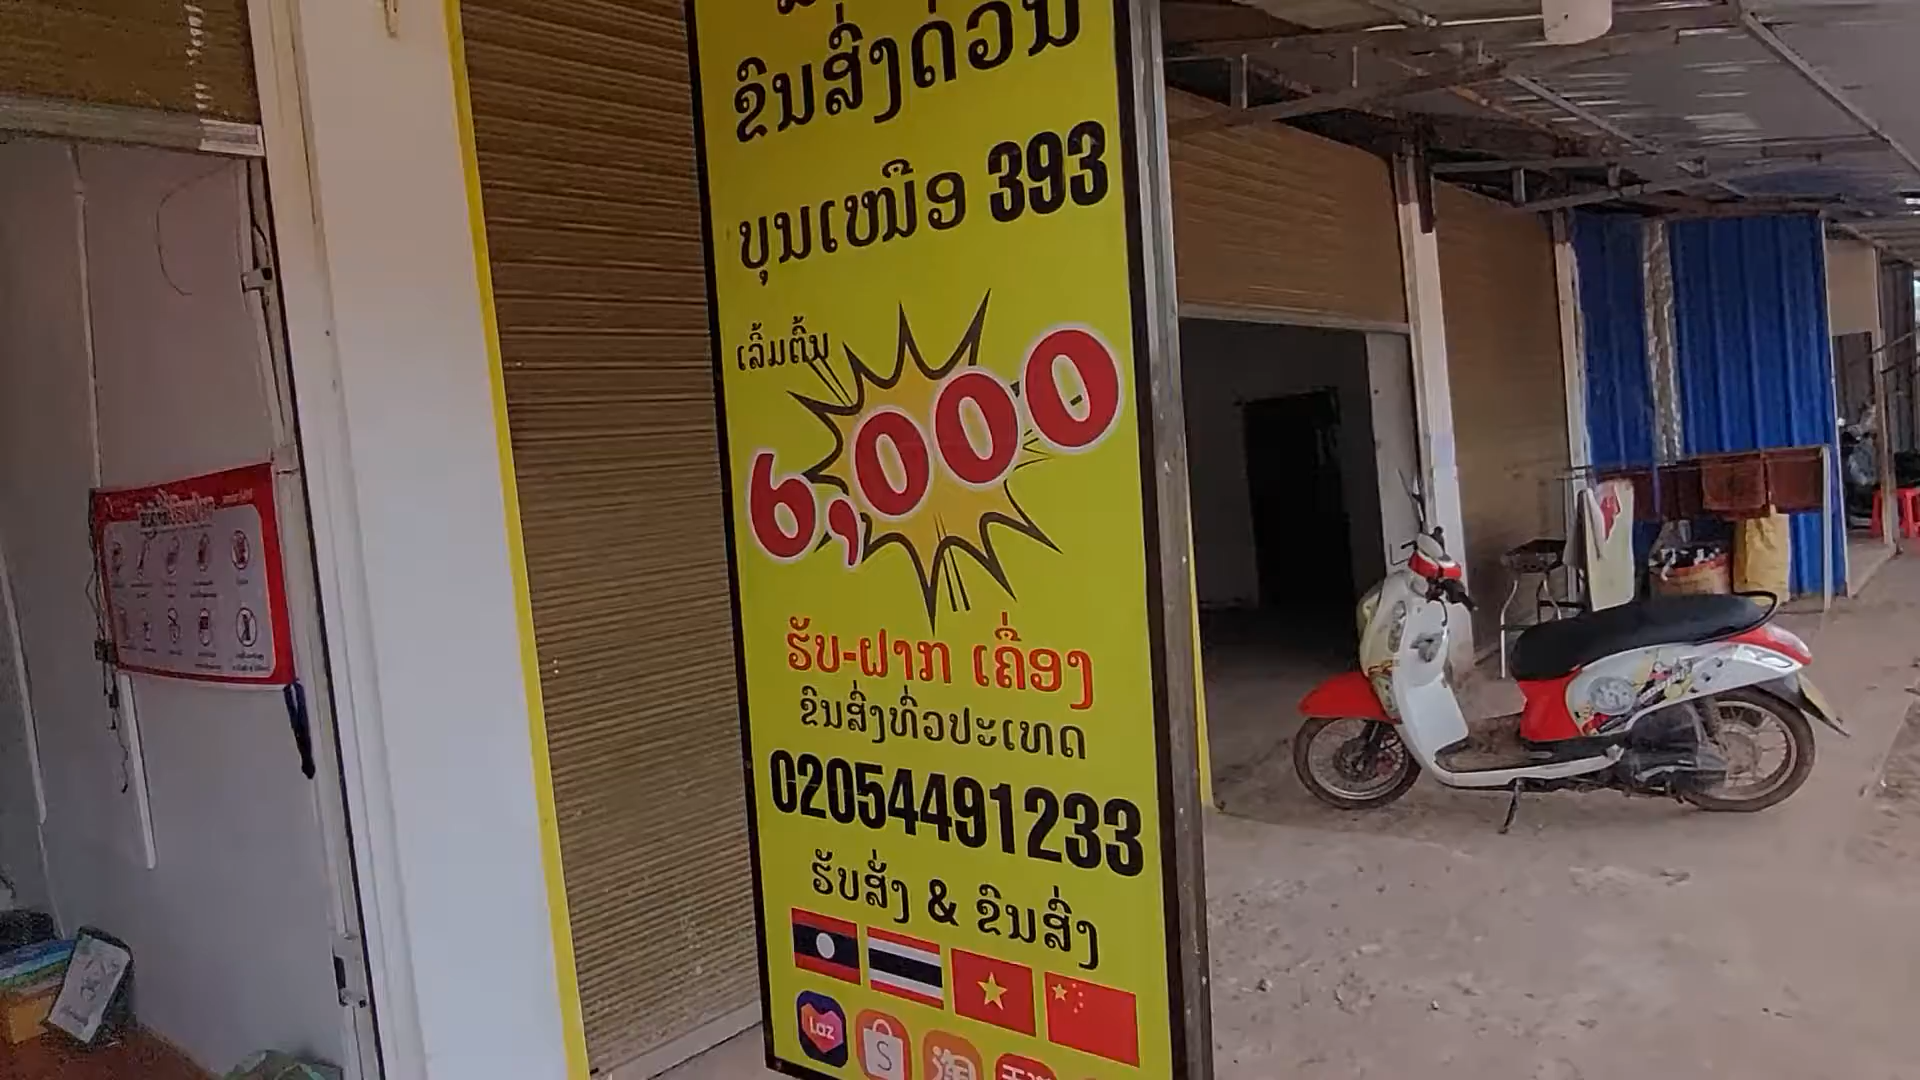 ຂົນສົ່ງດ່ວນ
ບຸນເໜືອ 393
ເລີ້ມຕົ້ນ
6,000
ຮັບ-ຝາກ ເຄື່ອງ
ຂົນສົ່ງທົ່ວປະເທດ
02054491233
ຮັບສັ່ງ & ຂົນສົ່ງ
Laz
S
淘